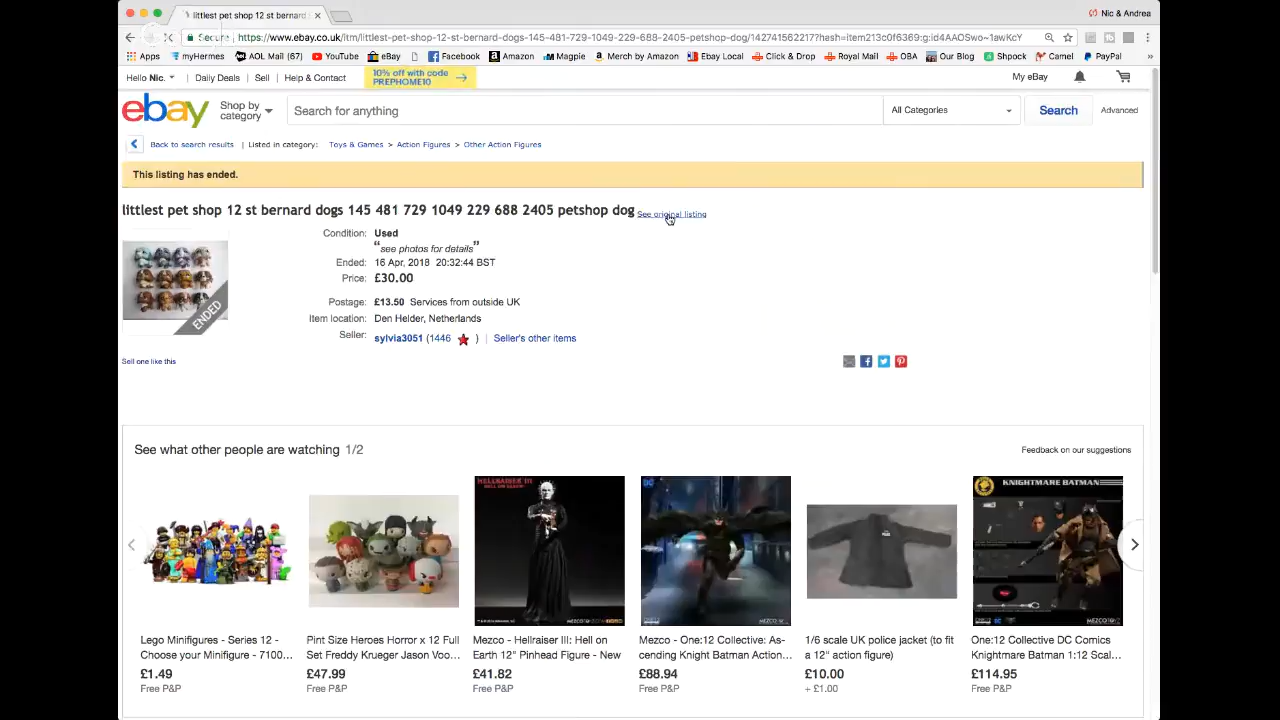 littlest pet shop 12 st bernard
Nic & Andrea
Secure https://www.ebay.co.uk/itm/littlest-pet-shop-12-st-bernard-dogs-145-481-729-1049-229-688-2405-petshop-dog/142741562217?hash=item213c0f6369:g:id4AAOSwo~1awKcY
Apps myHermes AOL Mail (67) YouTube eBay Facebook Amazon Magpie Merch by Amazon Ebay Local Click & Drop Royal Mail OBA Our Blog Shpock Camel PayPal »
Hello Nic. Daily Deals Sell Help & Contact 10% off with code PREPHOME10 My eBay
ebay Shop by category Search for anything All Categories Search Advanced
Back to search results | Listed in category: Toys & Games > Action Figures > Other Action Figures
This listing has ended.
littlest pet shop 12 st bernard dogs 145 481 729 1049 229 688 2405 petshop dog See original listing
Condition: Used
"see photos for details"
Ended: 16 Apr, 2018 20:32:44 BST
Price: £30.00
Postage: £13.50 Services from outside UK
Item location: Den Helder, Netherlands
Seller: sylvia3051 (1446 ) | Seller's other items
ENDED
Sell one like this
See what other people are watching 1/2
Feedback on our suggestions
HELLRAISER III
HELL ON EARTH
KNIGHTMARE BATMAN
Lego Minifigures - Series 12 - Choose your Minifigure - 7100...
£1.49
Free P&P
Pint Size Heroes Horror x 12 Full Set Freddy Krueger Jason Voo...
£47.99
Free P&P
Mezco - Hellraiser III: Hell on Earth 12" Pinhead Figure - New
£41.82
Free P&P
Mezco - One:12 Collective: As-cending Knight Batman Action...
£88.94
Free P&P
1/6 scale UK police jacket (to fit a 12" action figure)
£10.00
+ £1.00
One:12 Collective DC Comics Knightmare Batman 1:12 Scal...
£114.95
Free P&P